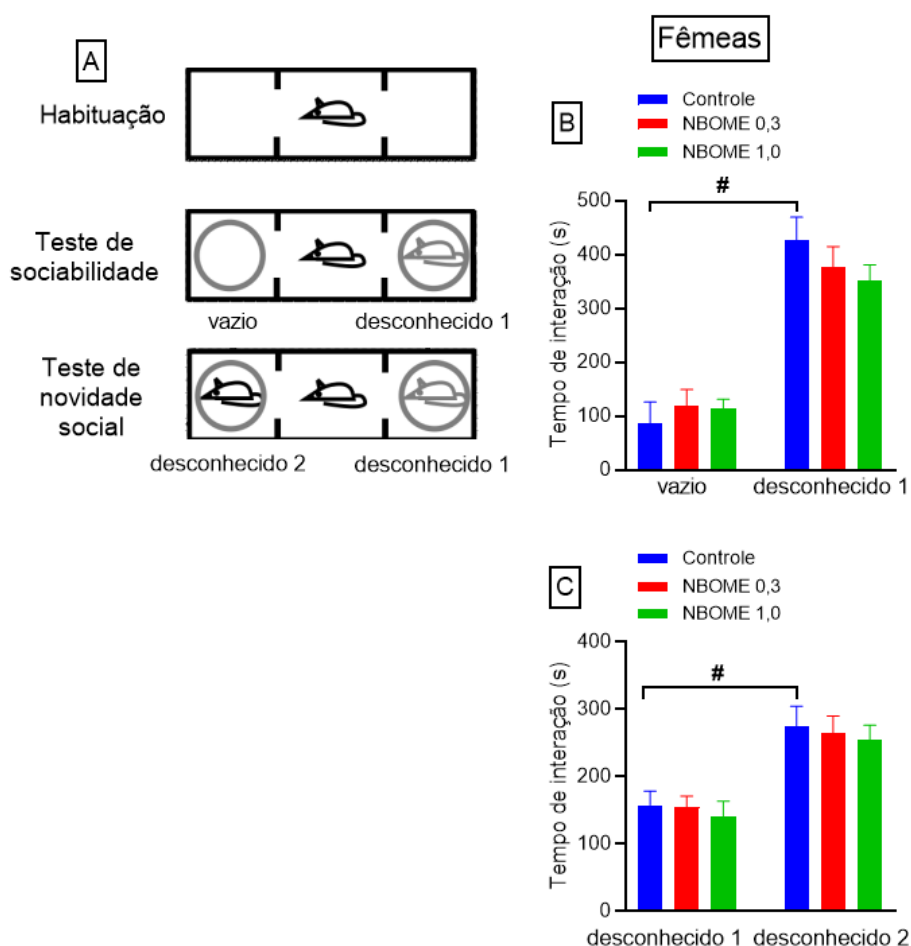 A
Habituação
Teste de
sociabilidade
vazio
desconhecido 1
Teste de
novidade
social
desconhecido 2
desconhecido 1
Fêmeas
B
Controle
NBOME 0,3
NBOME 1,0
#
Tempo de interação (s)
500
400
300
200
100
0
vazio
desconhecido 1
C
Controle
NBOME 0,3
NBOME 1,0
#
Tempo de interação (s)
400
300
200
100
0
desconhecido 1
desconhecido 2